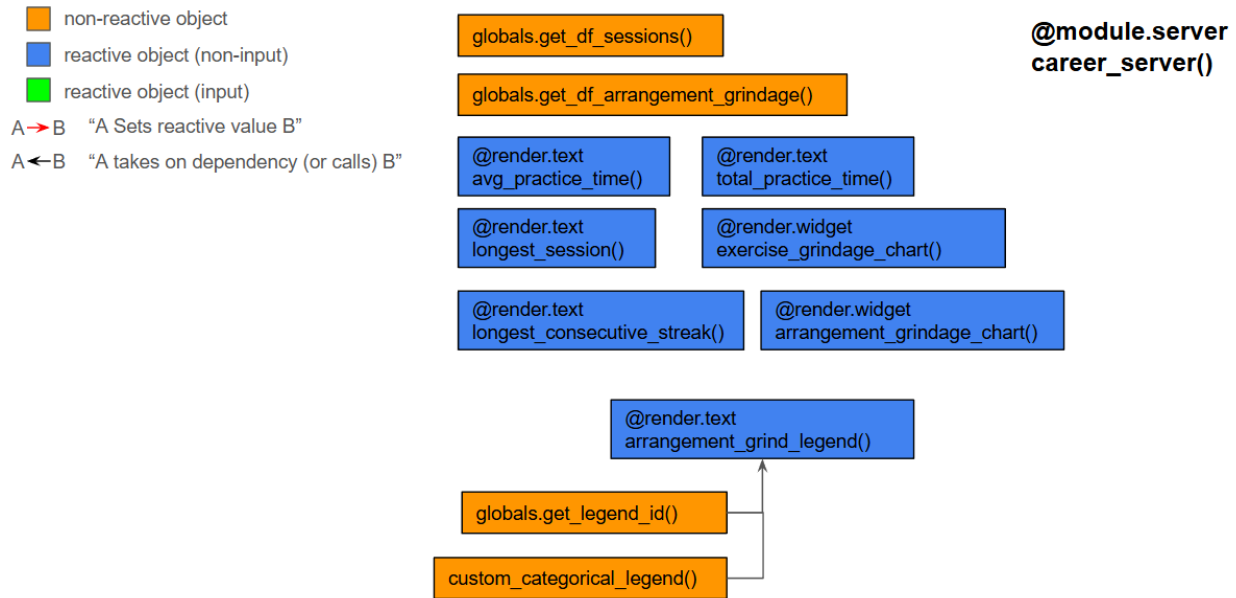 non-reactive object
reactive object (non-input)
reactive object (input)
A B “A Sets reactive value B”
A B “A takes on dependency (or calls) B”
@module.server
career_server()
globals.get_df_sessions()
globals.get_df_arrangement_grindage()
@render.text
avg_practice_time()
@render.text
total_practice_time()
@render.text
longest_session()
@render.widget
exercise_grindage_chart()
@render.text
longest_consecutive_streak()
@render.widget
arrangement_grindage_chart()
@render.text
arrangement_grind_legend()
globals.get_legend_id()
custom_categorical_legend()